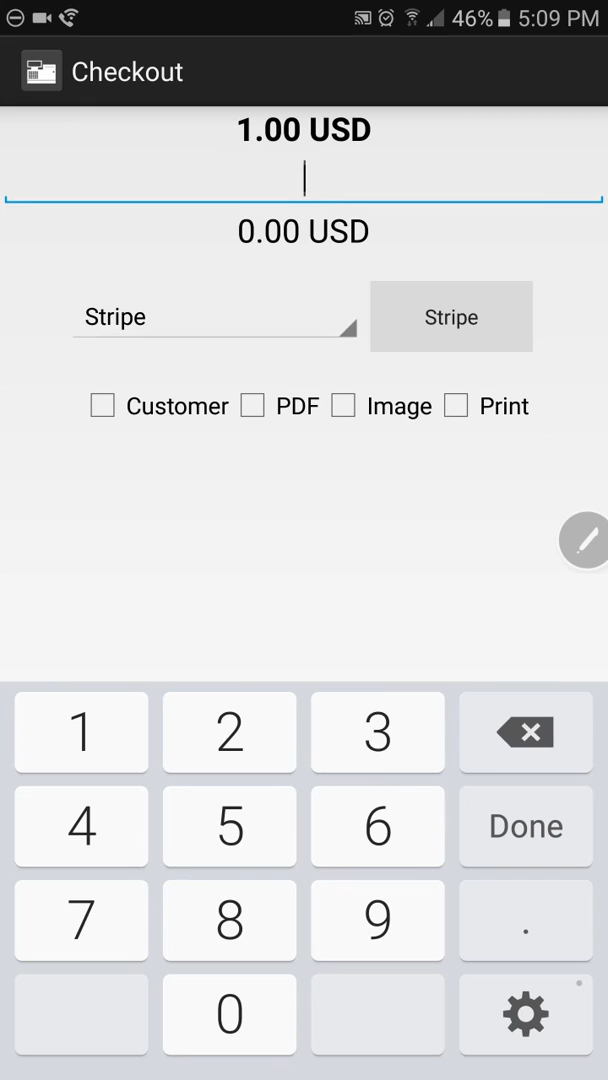 46% 5:09 PM
Checkout
1.00 USD
0.00 USD
Stripe Stripe
Customer PDF Image Print
1 2 3
4 5 6 Done
7 8 9 .
0